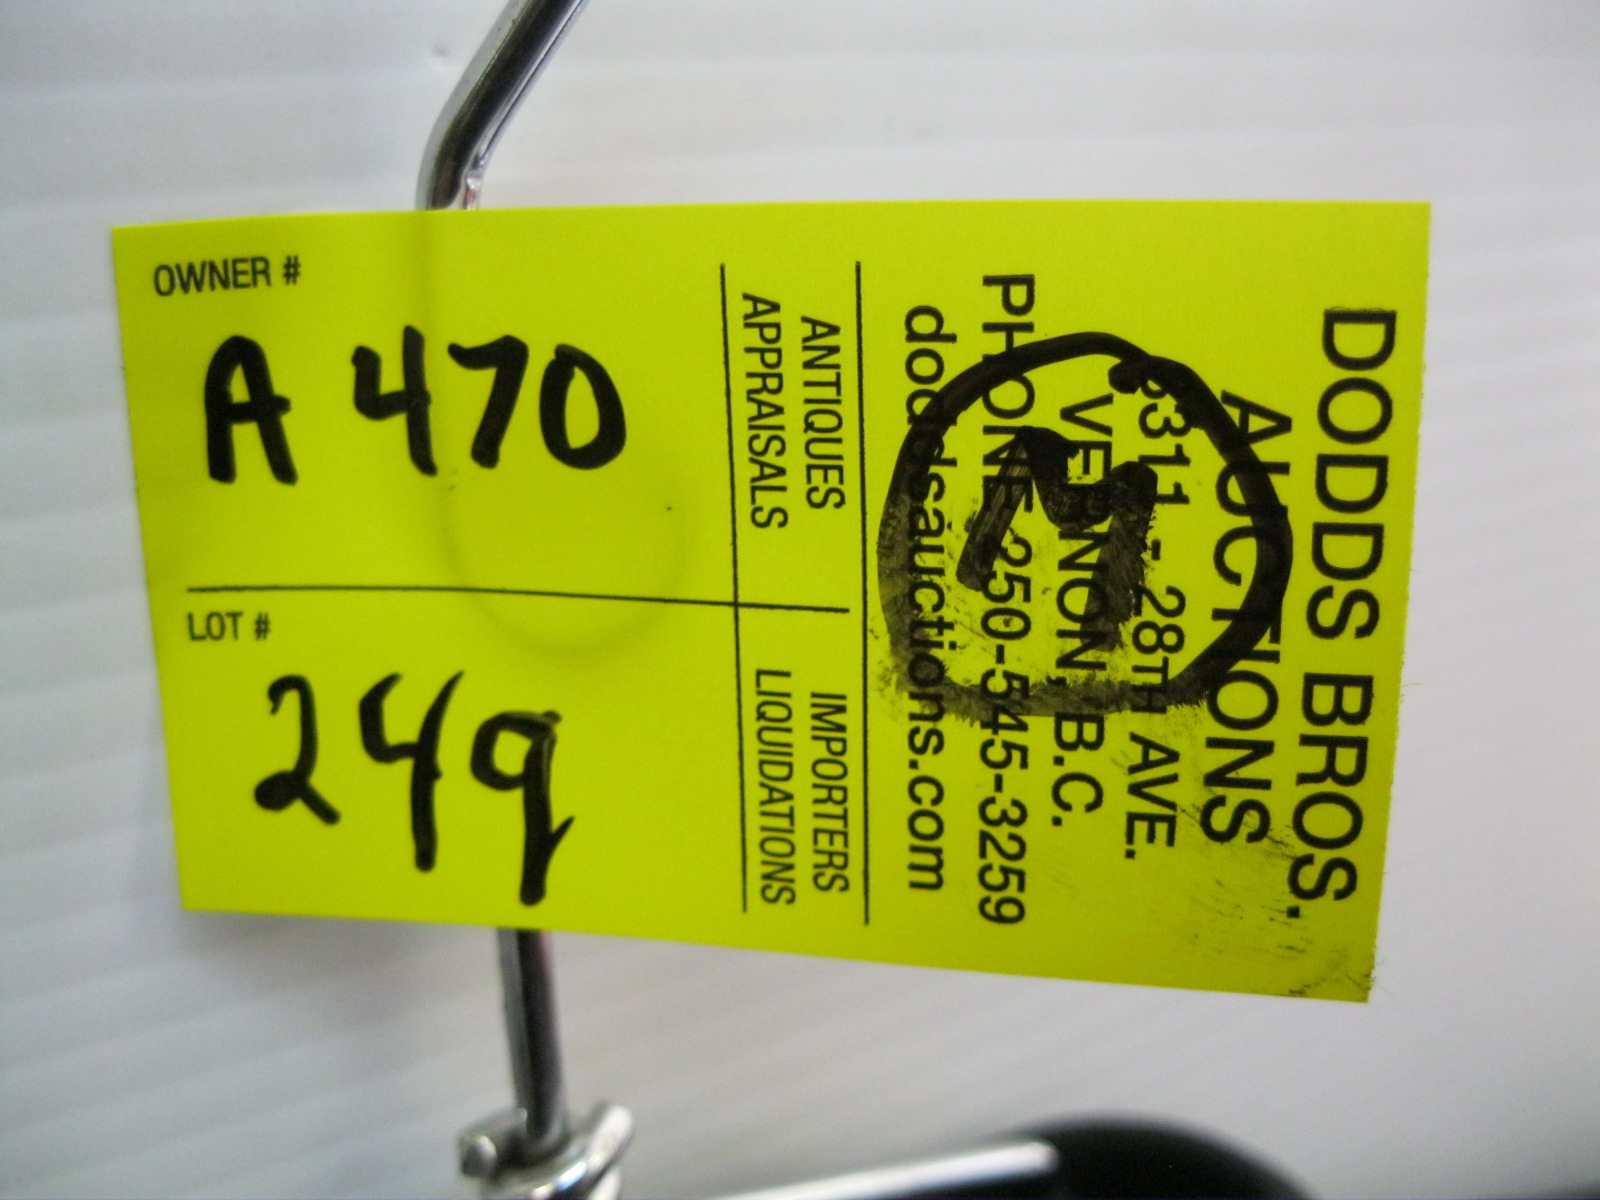 DODDS BROS.
AUCTIONS
5311 - 28TH AVE.
VERNON, B.C.
PHONE 250-545-3259
doddsauctions.com
M
ANTIQUES
APPRAISALS
IMPORTERS
LIQUIDATIONS
OWNER #
A 470
LOT #
249